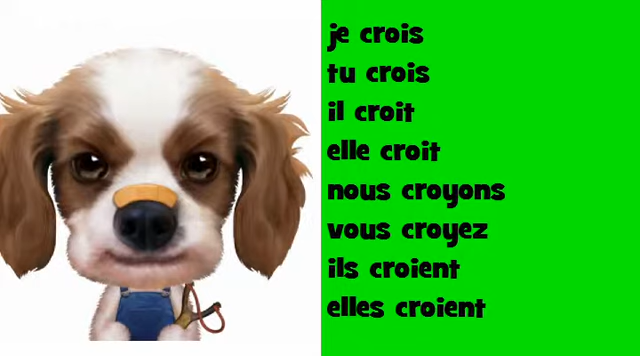 je crois
tu crois
il croit
elle croit
nous croyons
vous croyez
ils croient
elles croient